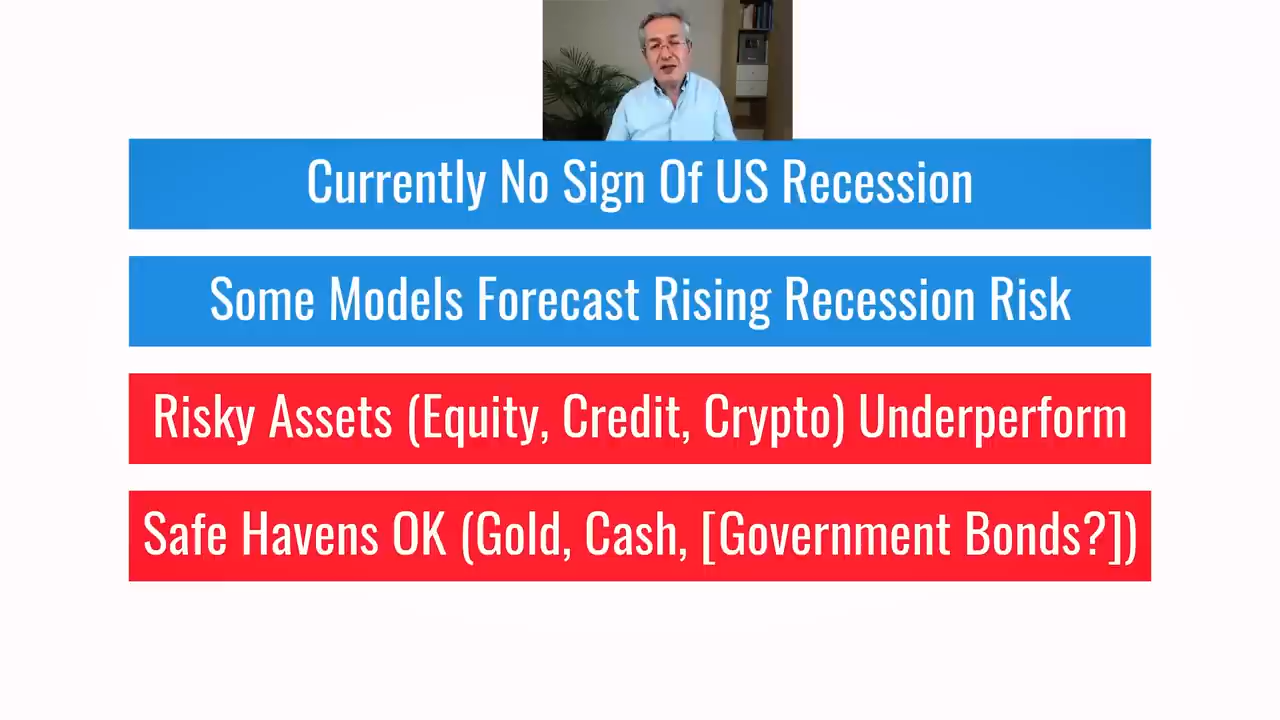 Currently No Sign Of US Recession
Some Models Forecast Rising Recession Risk
Risky Assets (Equity, Credit, Crypto) Underperform
Safe Havens OK (Gold, Cash, [Government Bonds?])